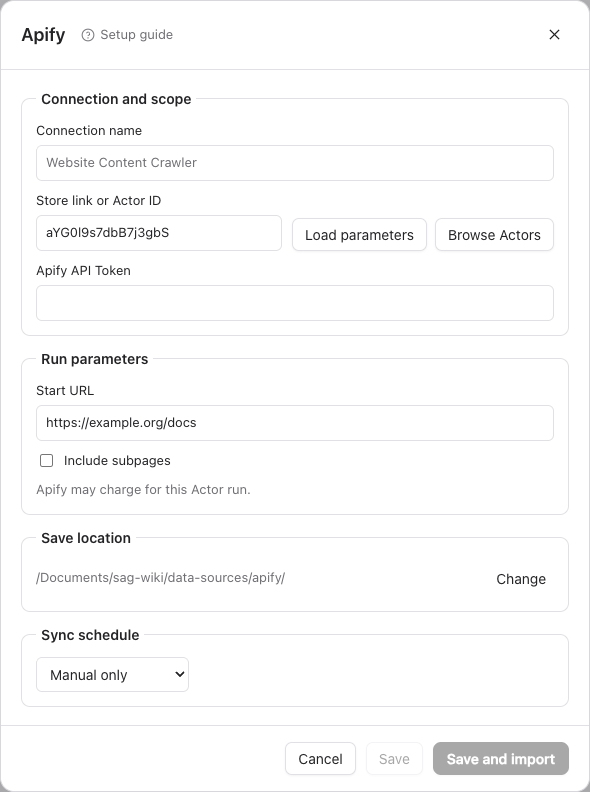 Apify
Setup guide
Connection and scope
Connection name
Website Content Crawler
Store link or Actor ID
aYG0l9s7dbB7j3gbS
Load parameters
Browse Actors
Apify API Token
Run parameters
Start URL
https://example.org/docs
Include subpages
Apify may charge for this Actor run.
Save location
/Documents/sag-wiki/data-sources/apify/
Change
Sync schedule
Manual only
Cancel
Save
Save and import